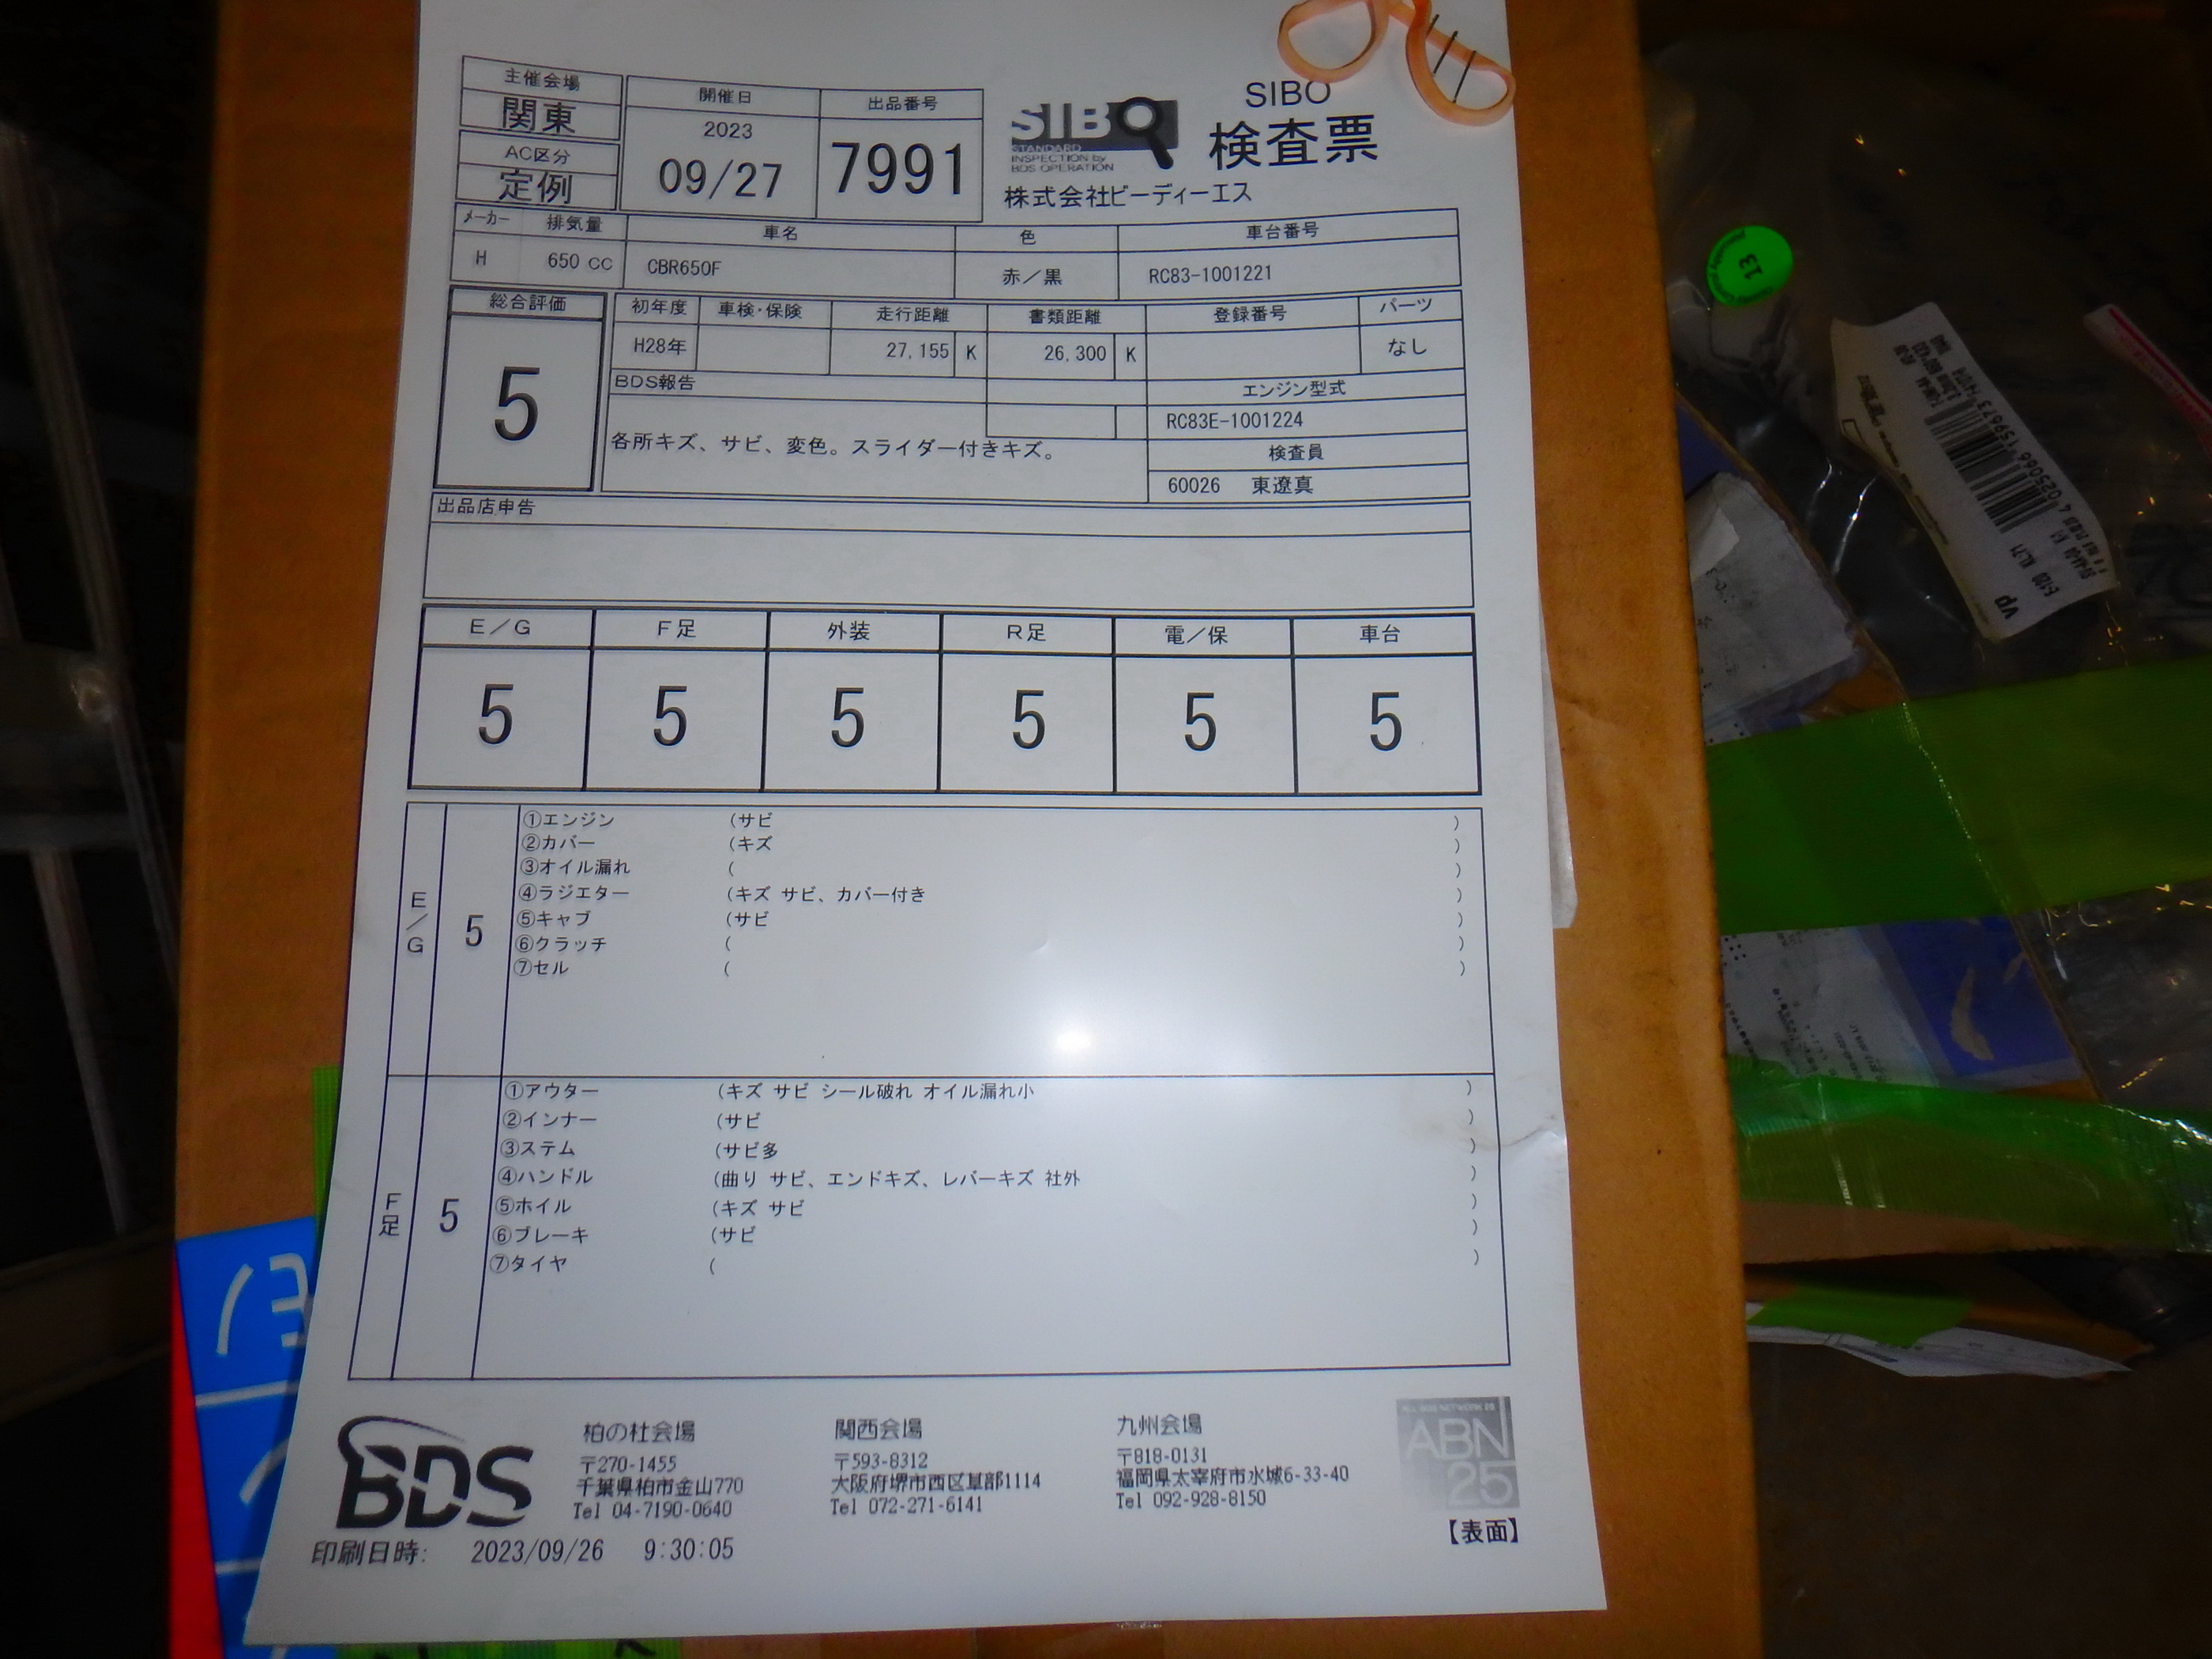 主催会場
関東
AC区分
定例
開催日
2023
09/27
出品番号
7991
SIBO
STANDARD
INSPECTION by
BDS OPERATION
SIBO
検査票
株式会社ビーディーエス
メーカー 排気量 車名 色 車台番号
H 650 CC CBR650F 赤/黒 RC83-1001221
総合評価
5
初年度 車検・保険 走行距離 書類距離 登録番号 パーツ
H28年 27,155 K 26,300 K なし
BDS報告
各所キズ、サビ、変色。スライダー付きキズ。
エンジン型式
RC83E-1001224
検査員
60026 東遼真
出品店申告
E/G F足 外装 R足 電/保 車台
5 5 5 5 5 5
E/G
5
①エンジン (サビ )
②カバー (キズ )
③オイル漏れ ( )
④ラジエター (キズ サビ、カバー付き )
⑤キャブ (サビ )
⑥クラッチ ( )
⑦セル ( )
F足
5
①アウター (キズ サビ シール破れ オイル漏れ小 )
②インナー (サビ )
③ステム (サビ多 )
④ハンドル (曲り サビ、エンドキズ、レバーキズ 社外 )
⑤ホイル (キズ サビ )
⑥ブレーキ (サビ )
⑦タイヤ ( )
BDS
柏の杜会場
〒270-1455
千葉県柏市金山770
Tel 04-7190-0640
関西会場
〒593-8312
大阪府堺市西区草部1114
Tel 072-271-6141
九州会場
〒818-0131
福岡県太宰府市水城6-33-40
Tel 092-928-8150
ABN
25
【表面】
印刷日時: 2023/09/26 9:30:05
13
vp